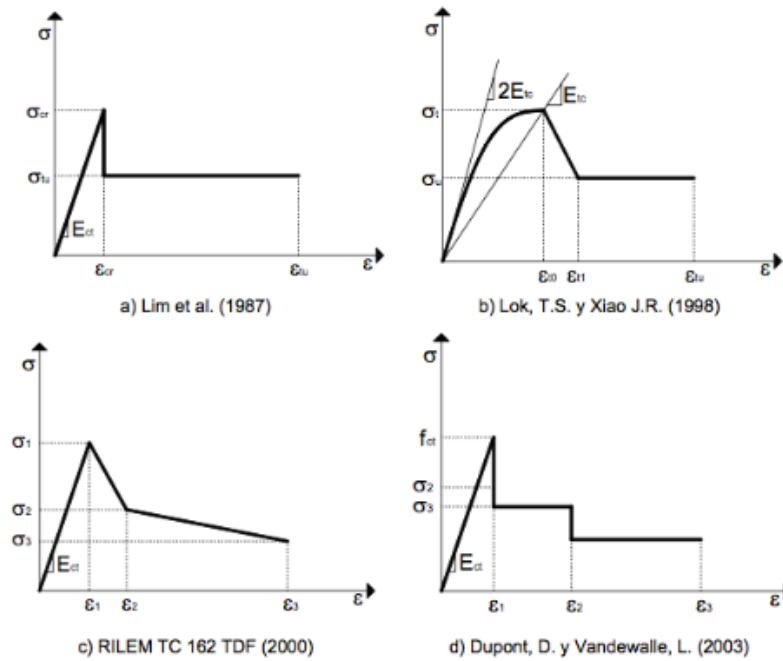 σ
σcr
σtu
Ect
εcr
εtu
ε
a) Lim et al. (1987)
σ
2Etc
Etc
σt
σu
εt0
εt1
εtu
ε
b) Lok, T.S. y Xiao J.R. (1998)
σ
σ1
σ2
σ3
Ect
ε1
ε2
ε3
ε
c) RILEM TC 162 TDF (2000)
σ
fct
σ2
σ3
Ect
ε1
ε2
ε3
ε
d) Dupont, D. y Vandewalle, L. (2003)